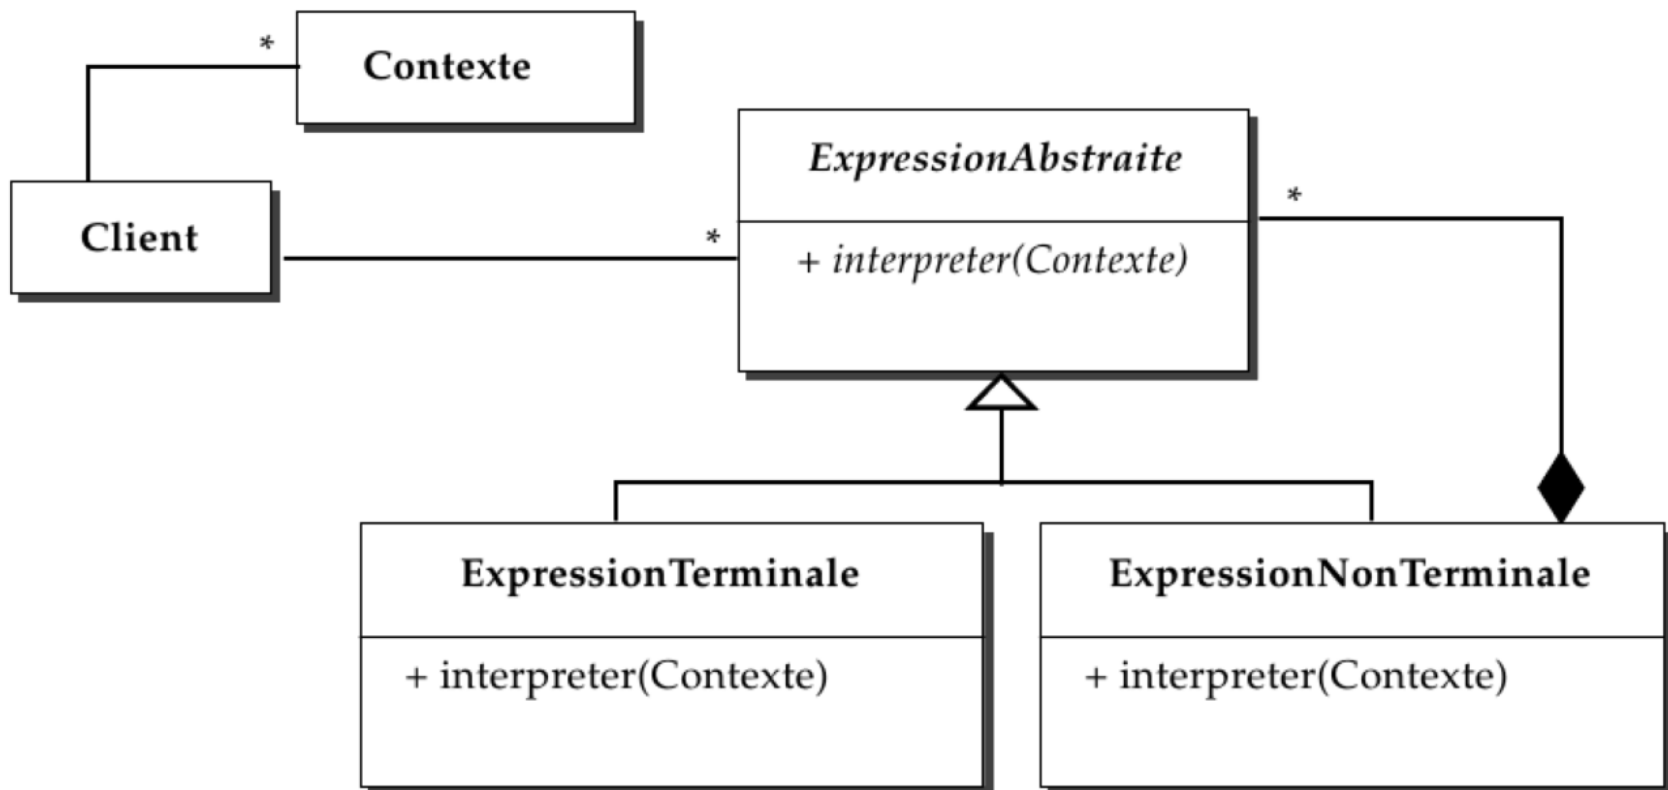 *
Contexte
ExpressionAbstraite
*
Client
*
+ interpreter(Contexte)
ExpressionTerminale
ExpressionNonTerminale
+ interpreter(Contexte)
+ interpreter(Contexte)